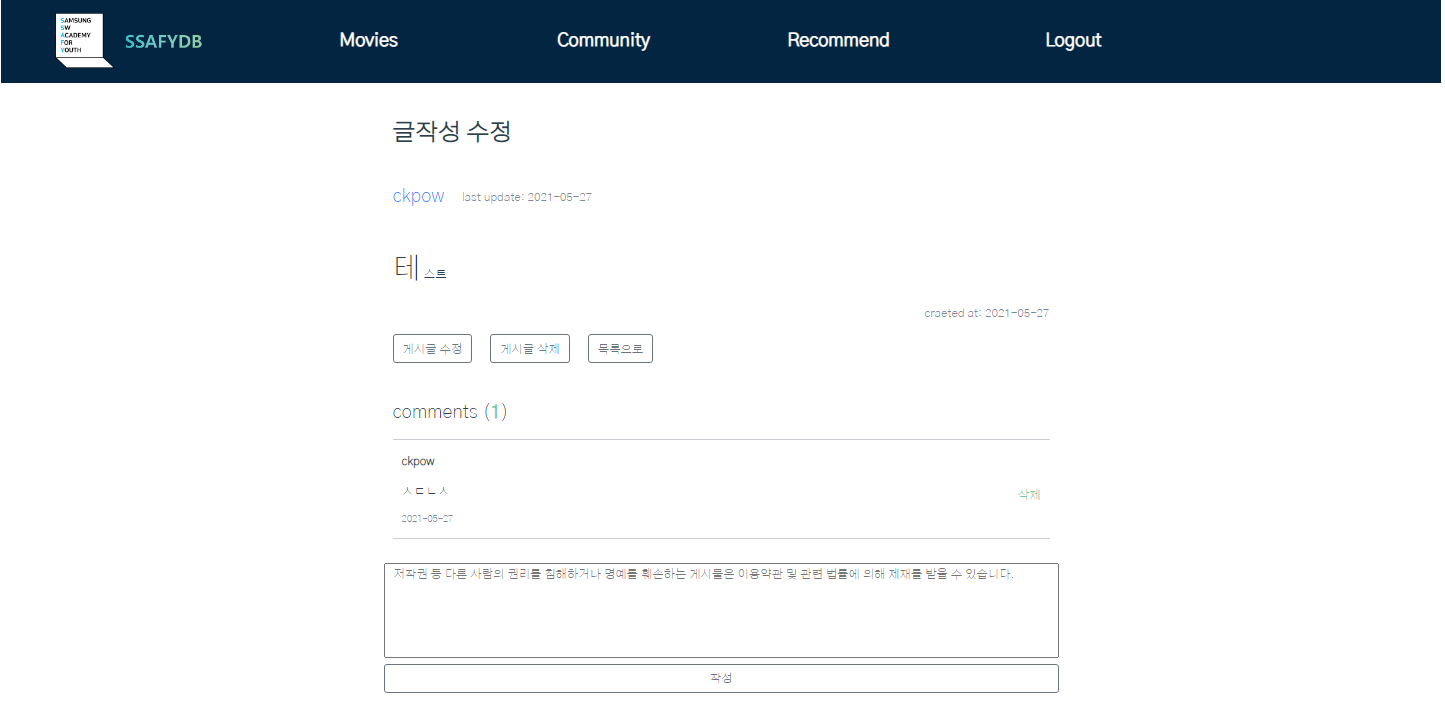 SAMSUNG
SW
ACADEMY
FOR
YOUTH
SSAFYDB Movies Community Recommend Logout
글작성 수정
ckpow last update: 2021-05-27
테스트
craeted at: 2021-05-27
게시글 수정 게시글 삭제 목록으로
comments (1)
ckpow
ㅅㄷㄴㅅ
삭제
2021-05-27
저작권 등 다른 사람의 권리를 침해하거나 명예를 훼손하는 게시물은 이용약관 및 관련 법률에 의해 제재를 받을 수 있습니다.
작성